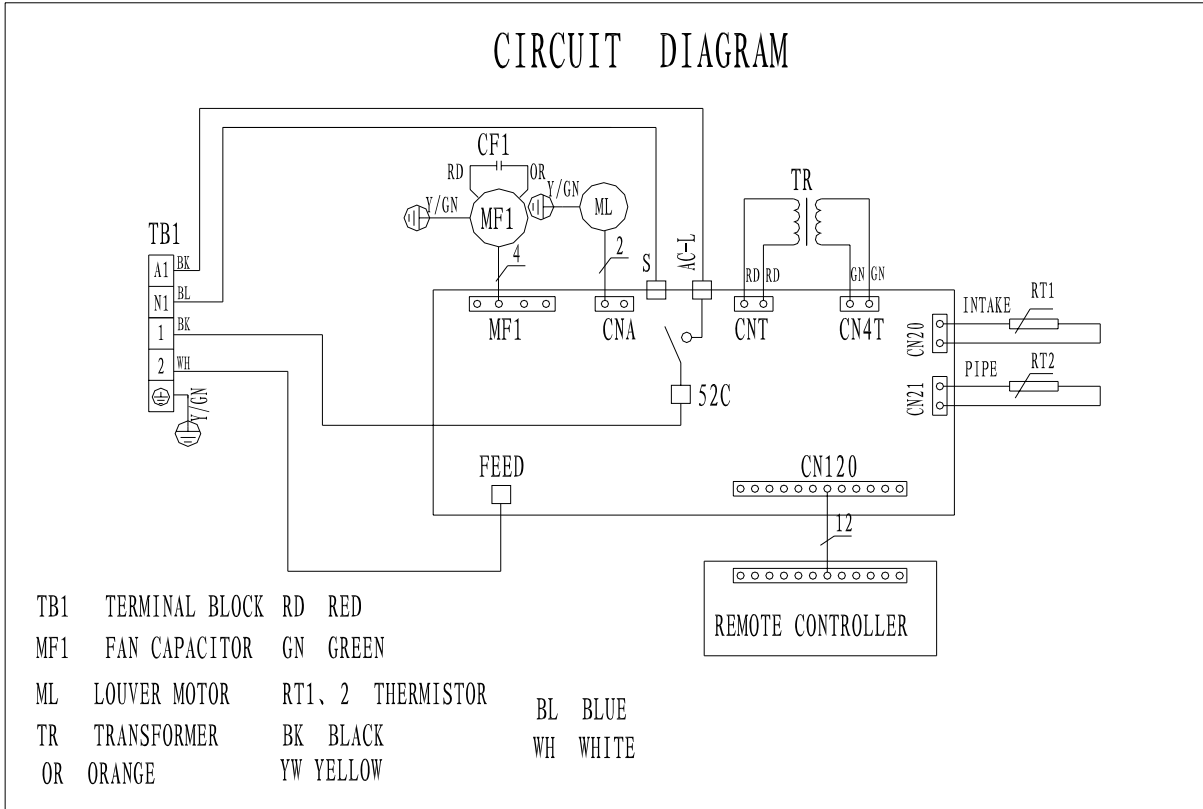 CIRCUIT DIAGRAM
CF1
RD
OR
Y/GN
MF1
Y/GN
ML
TR
TB1
A1
BK
N1
BL
1
BK
2
WH
Y/GN
4
2
S
AC-L
RD
RD
GN
GN
MF1
CNA
CNT
CN4T
CN20
INTAKE
RT1
CN21
PIPE
RT2
52C
FEED
CN120
12
REMOTE CONTROLLER
TB1 TERMINAL BLOCK RD RED
MF1 FAN CAPACITOR GN GREEN
ML LOUVER MOTOR RT1、2 THERMISTOR
BL BLUE
TR TRANSFORMER BK BLACK
WH WHITE
OR ORANGE YW YELLOW